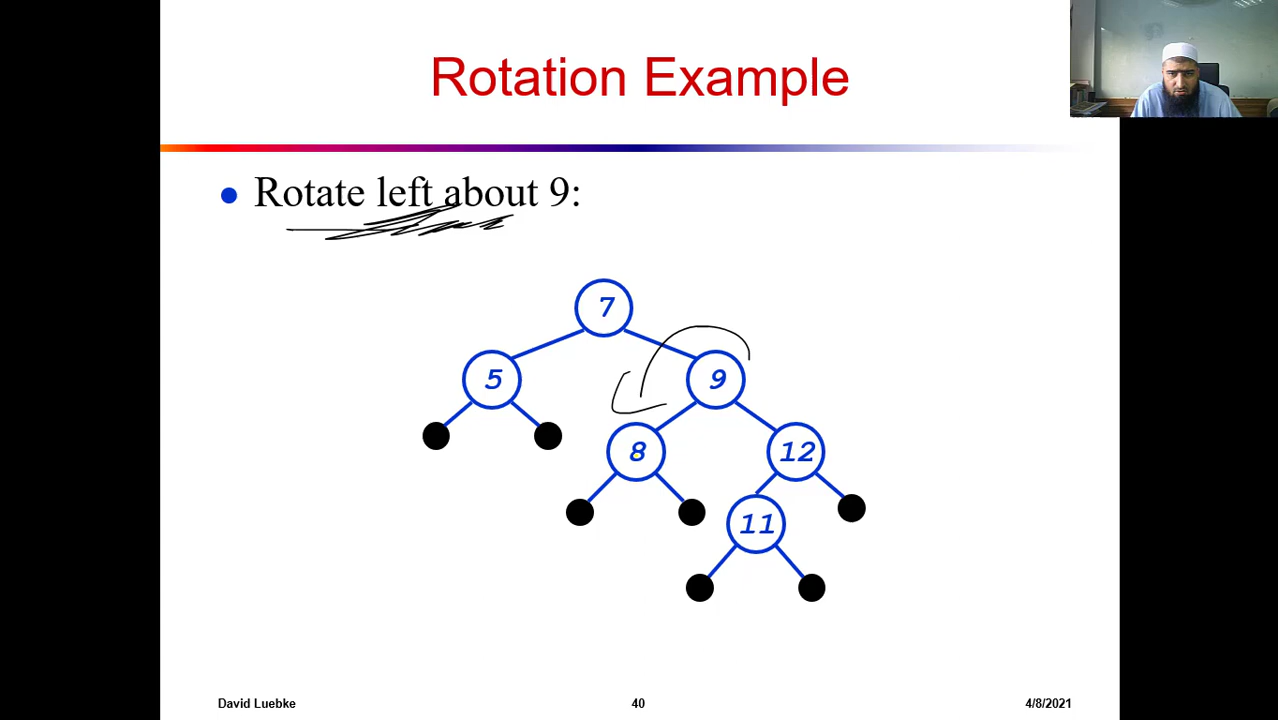 Rotation Example
Rotate left about 9:
7
5
9
8
12
11
David Luebke
40
4/8/2021